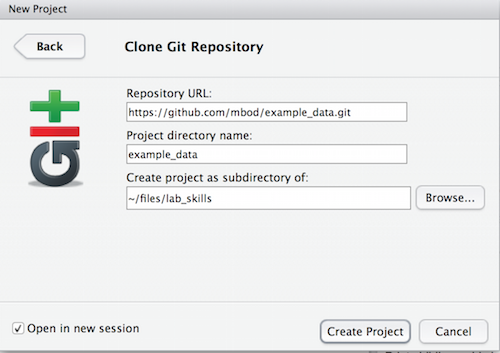 New Project
Back
Clone Git Repository
git
Repository URL:
https://github.com/mbod/example_data.git
Project directory name:
example_data
Create project as subdirectory of:
~/files/lab_skills
Browse...
Open in new session
Create Project
Cancel